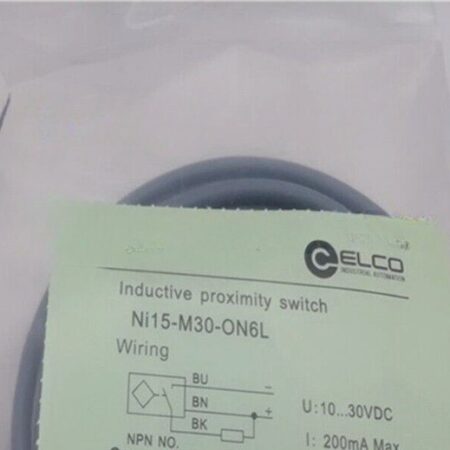 ELCO
INDUSTRIAL AUTOMATION
Inductive proximity switch
Ni15-M30-ON6L
Wiring
BU
−
BN
+
U:10...30VDC
BK
NPN NO.
I: 200mA Max